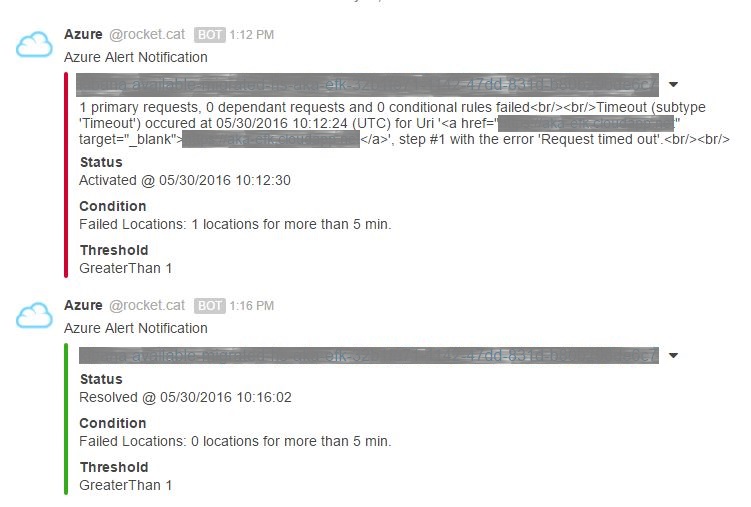 Azure @rocket.cat BOT 1:12 PM
Azure Alert Notification
1 primary requests, 0 dependant requests and 0 conditional rules failed<br/><br/>Timeout (subtype
'Timeout') occured at 05/30/2016 10:12:24 (UTC) for Uri '<a href="
"
target="_blank">
</a>', step #1 with the error 'Request timed out'.<br/><br/>
Status
Activated @ 05/30/2016 10:12:30
Condition
Failed Locations: 1 locations for more than 5 min.
Threshold
GreaterThan 1
Azure @rocket.cat BOT 1:16 PM
Azure Alert Notification
Status
Resolved @ 05/30/2016 10:16:02
Condition
Failed Locations: 0 locations for more than 5 min.
Threshold
GreaterThan 1